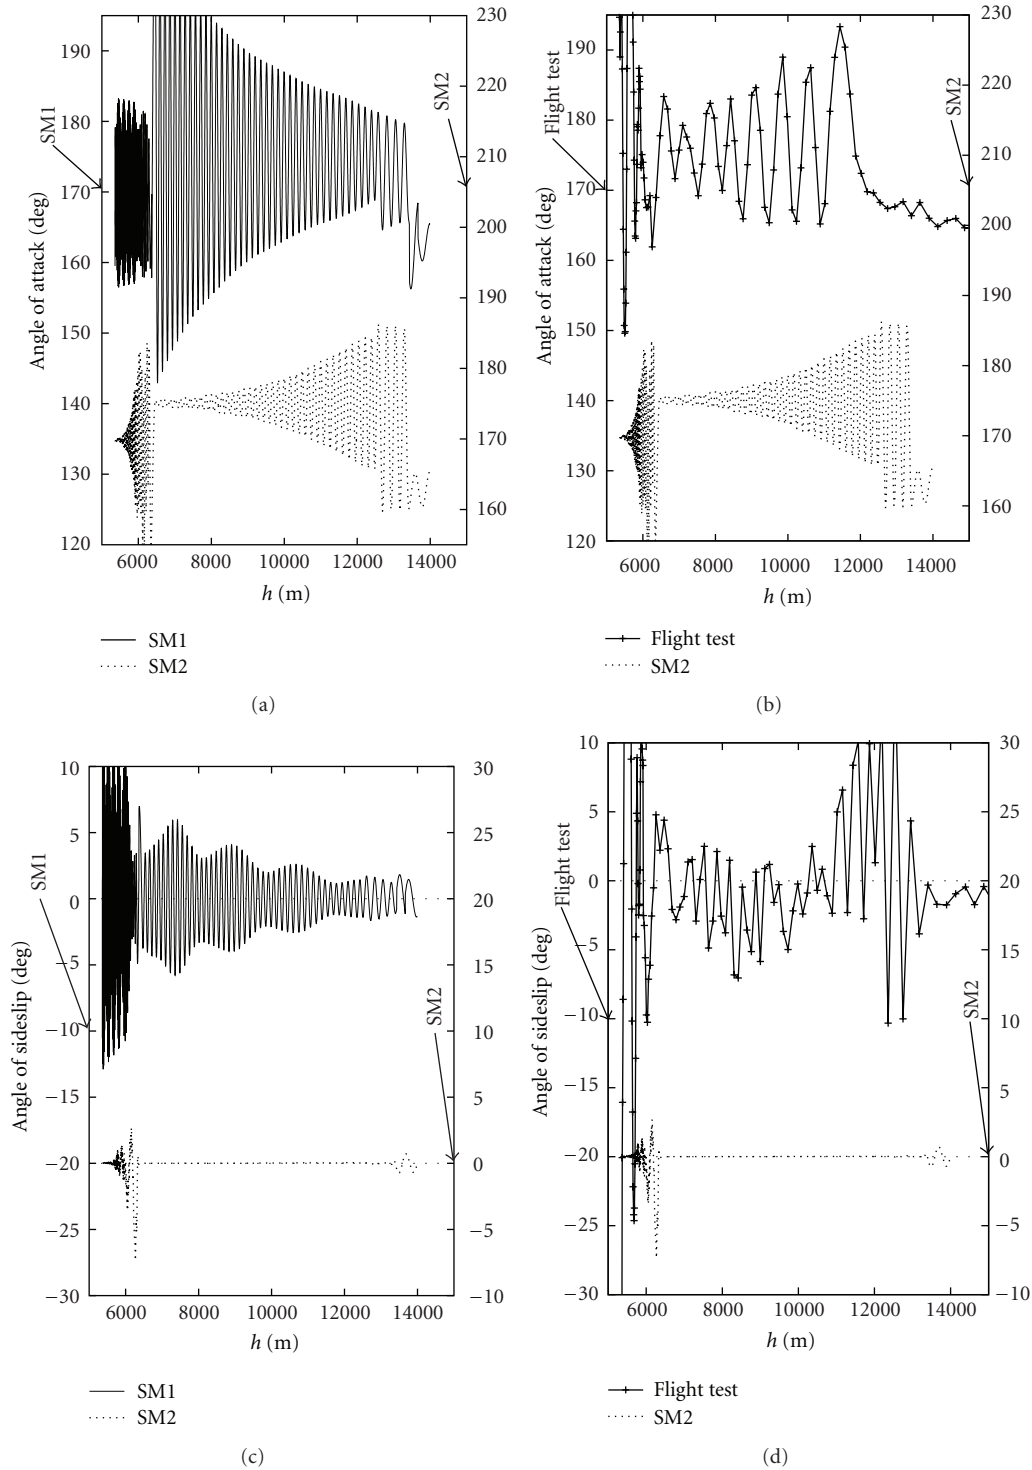 190
180
170
160
150
140
130
120
230
220
210
200
190
180
170
160
6000 8000 10000 12000 14000
SM1
SM2
Angle of attack (deg)
h (m)
SM1
SM2
(a)
190
180
170
160
150
140
130
120
230
220
210
200
190
180
170
160
6000 8000 10000 12000 14000
Flight test
SM2
Angle of attack (deg)
h (m)
Flight test
SM2
(b)
10
5
0
−5
−10
−15
−20
−25
−30
30
25
20
15
10
5
0
−5
−10
6000 8000 10000 12000 14000
SM1
SM2
Angle of sideslip (deg)
h (m)
SM1
SM2
(c)
10
5
0
−5
−10
−15
−20
−25
−30
30
25
20
15
10
5
0
−5
−10
6000 8000 10000 12000 14000
Flight test
SM2
Angle of sideslip (deg)
h (m)
Flight test
SM2
(d)